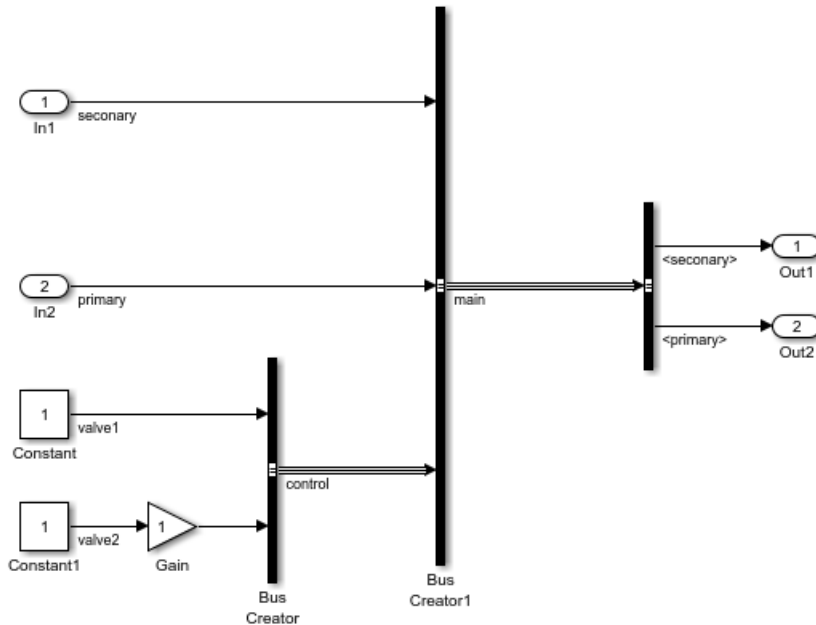 1
In1
seconary
2
In2
primary
main
<seconary>
1
Out1
<primary>
2
Out2
1
Constant
valve1
control
1
Constant1
valve2
1
Gain
Bus
Creator
Bus
Creator1